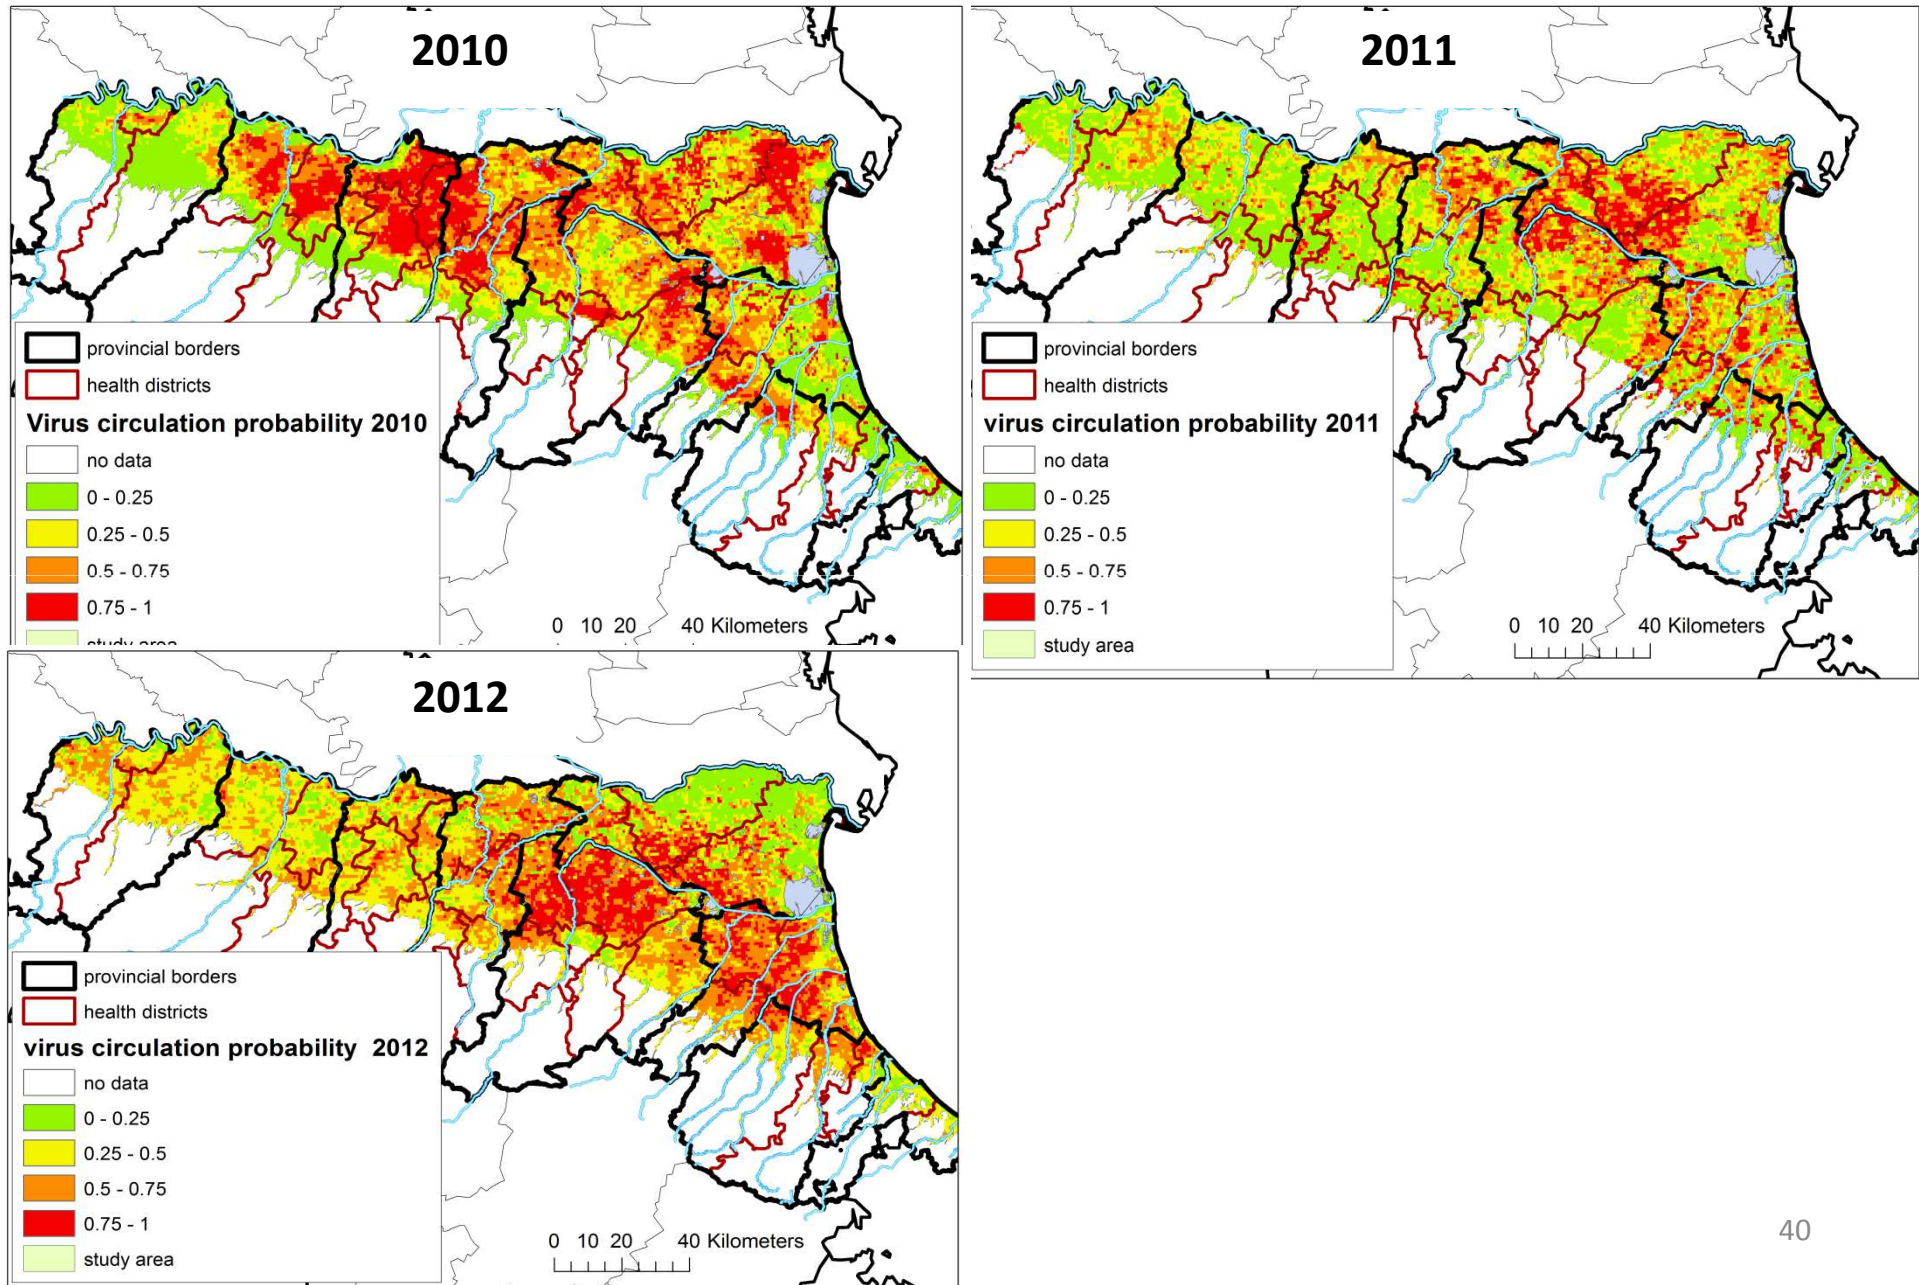 2010
provincial borders
health districts
Virus circulation probability 2010
no data
0 - 0.25
0.25 - 0.5
0.5 - 0.75
0.75 - 1
study area
0 10 20 40 Kilometers
2011
provincial borders
health districts
virus circulation probability 2011
no data
0 - 0.25
0.25 - 0.5
0.5 - 0.75
0.75 - 1
study area
0 10 20 40 Kilometers
2012
provincial borders
health districts
virus circulation probability 2012
no data
0 - 0.25
0.25 - 0.5
0.5 - 0.75
0.75 - 1
study area
0 10 20 40 Kilometers
40